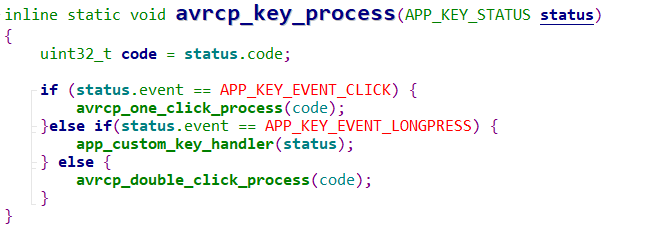 inline static void avrcp_key_process(APP_KEY_STATUS status)
{
    uint32_t code = status.code;

    if (status.event == APP_KEY_EVENT_CLICK) {
        avrcp_one_click_process(code);
    }else if(status.event == APP_KEY_EVENT_LONGPRESS) {
        app_custom_key_handler(status);
    } else {
        avrcp_double_click_process(code);
    }
}